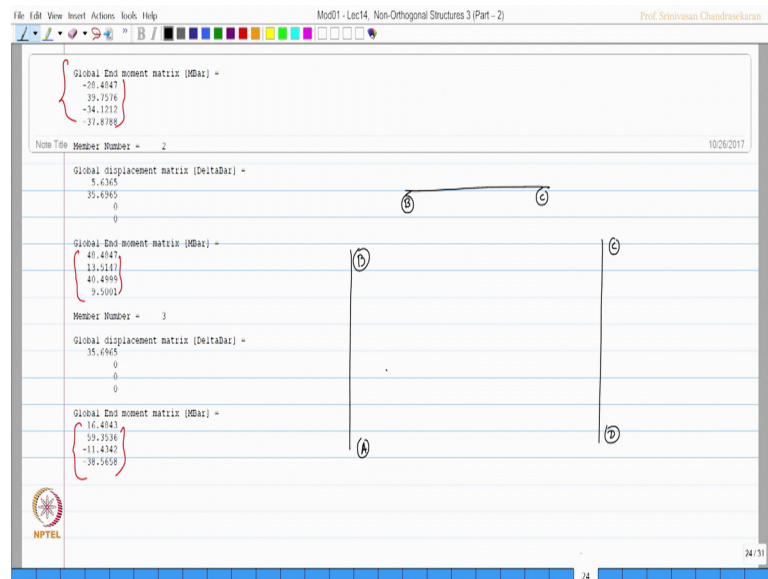 File Edit View Insert Actions Tools Help
Mod01 - Lec14, Non-Orthogonal Structures 3 (Part – 2)
Prof. Srinivasan Chandrasekaran
B I
Global End moment matrix [MBar] =
-20.4047
39.7576
-34.1212
-37.8788
Note Title
Member Number = 2
10/26/2017
Global displacement matrix [DeltaBar] =
5.6365
35.6965
0
0
B
C
Global End moment matrix [MBar] =
40.4047
13.5147
40.4999
9.5001
B
C
Member Number = 3
Global displacement matrix [DeltaBar] =
35.6965
0
0
0
Global End moment matrix [MBar] =
16.4843
59.3536
-11.4342
-38.5658
A
D
NPTEL
24/31
24